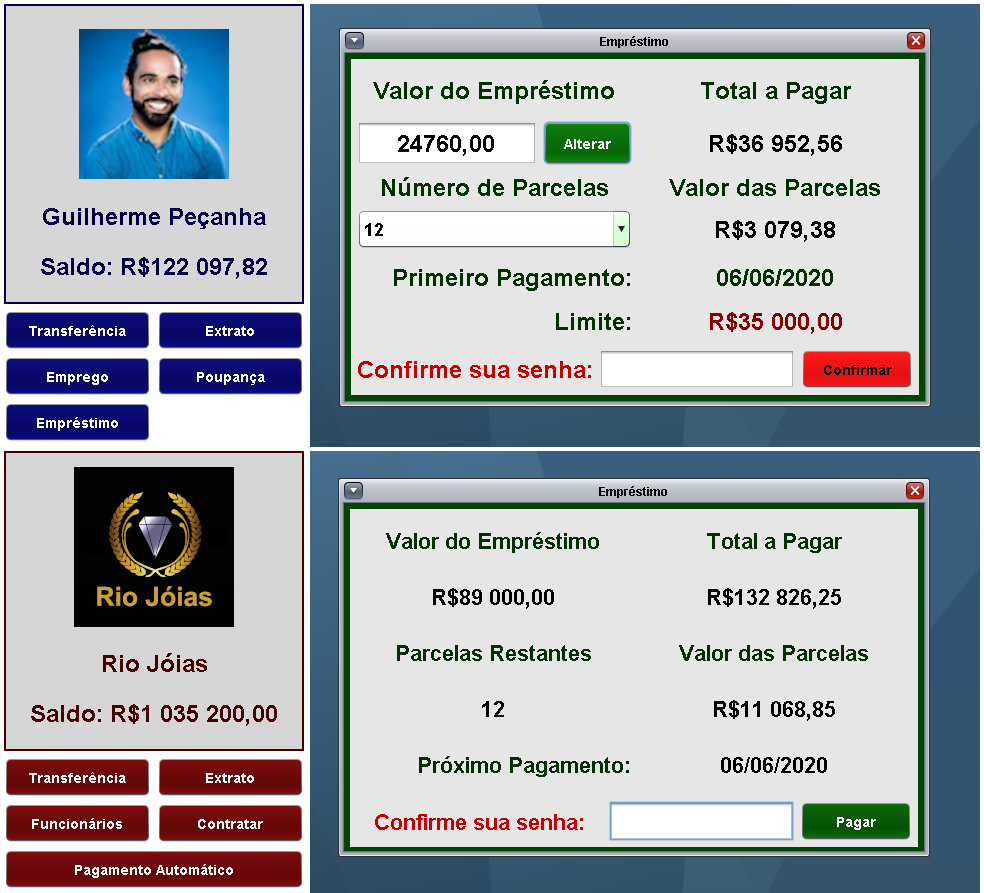 Guilherme Peçanha
Saldo: R$122 097,82
Transferência
Extrato
Emprego
Poupança
Empréstimo
Empréstimo
Valor do Empréstimo
Total a Pagar
24760,00
Alterar
R$36 952,56
Número de Parcelas
Valor das Parcelas
12
R$3 079,38
Primeiro Pagamento:
06/06/2020
Limite:
R$35 000,00
Confirme sua senha:
Confirmar
Rio Jóias
Rio Jóias
Saldo: R$1 035 200,00
Transferência
Extrato
Funcionários
Contratar
Pagamento Automático
Empréstimo
Valor do Empréstimo
Total a Pagar
R$89 000,00
R$132 826,25
Parcelas Restantes
Valor das Parcelas
12
R$11 068,85
Próximo Pagamento:
06/06/2020
Confirme sua senha:
Pagar